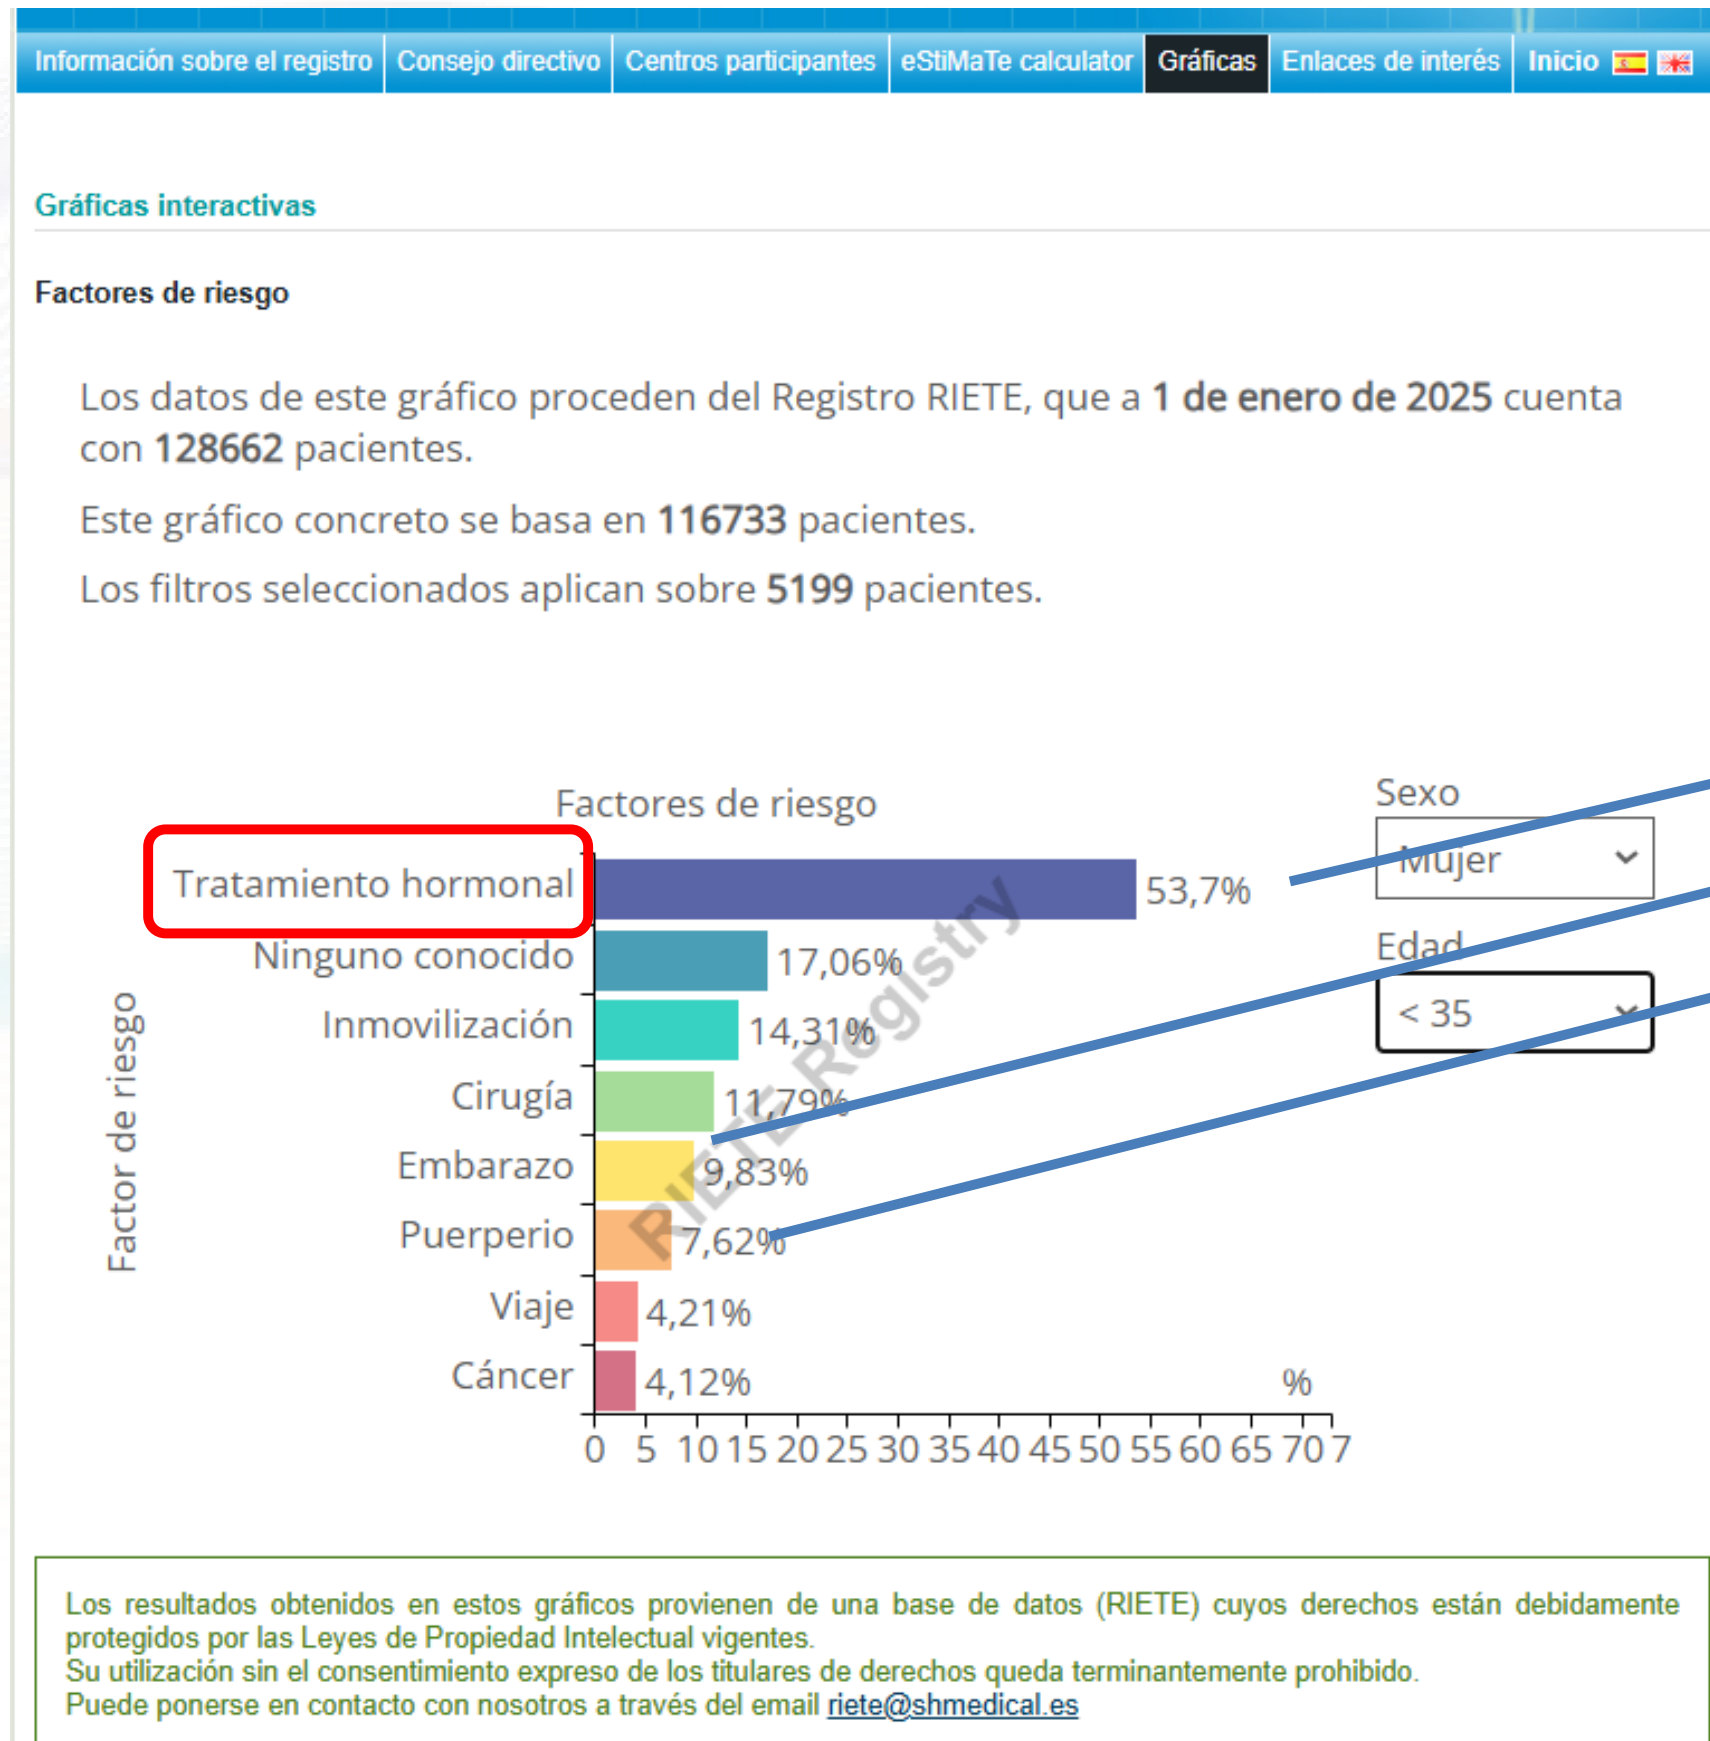 Información sobre el registro Consejo directivo Centros participantes eStiMaTe calculator Gráficas Enlaces de interés Inicio
Gráficas interactivas
Factores de riesgo
Los datos de este gráfico proceden del Registro RIETE, que a 1 de enero de 2025 cuenta
con 128662 pacientes.
Este gráfico concreto se basa en 116733 pacientes.
Los filtros seleccionados aplican sobre 5199 pacientes.
Factores de riesgo
Sexo
Mujer
Edad
< 35
Factor de riesgo
Tratamiento hormonal 53,7%
Ninguno conocido 17,06%
Inmovilización 14,31%
Cirugía 11,79%
Embarazo 9,83%
Puerperio 7,62%
Viaje 4,21%
Cáncer 4,12%
%
0 5 10 15 20 25 30 35 40 45 50 55 60 65 70 7
RIETE Registry
Los resultados obtenidos en estos gráficos provienen de una base de datos (RIETE) cuyos derechos están debidamente
protegidos por las Leyes de Propiedad Intelectual vigentes.
Su utilización sin el consentimiento expreso de los titulares de derechos queda terminantemente prohibido.
Puede ponerse en contacto con nosotros a través del email riete@shmedical.es